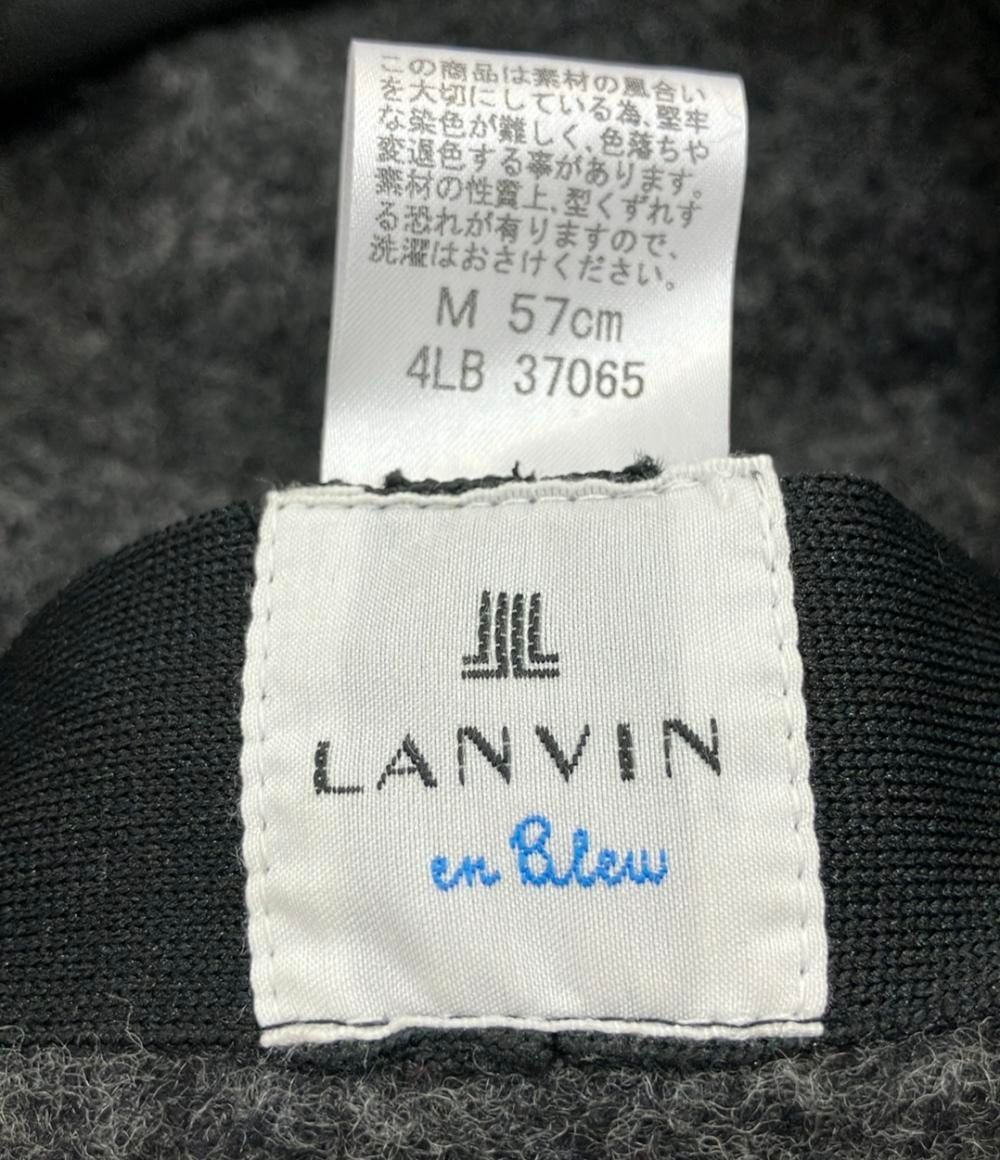 この商品は素材の風合い
を大切にしている為、堅牢
な染色が難しく、色落ちや
変退色する事があります。
素材の性質上、型くずれす
る恐れが有りますので、
洗濯はおさけください。
M 57cm
4LB 37065
LANVIN
en Bleu